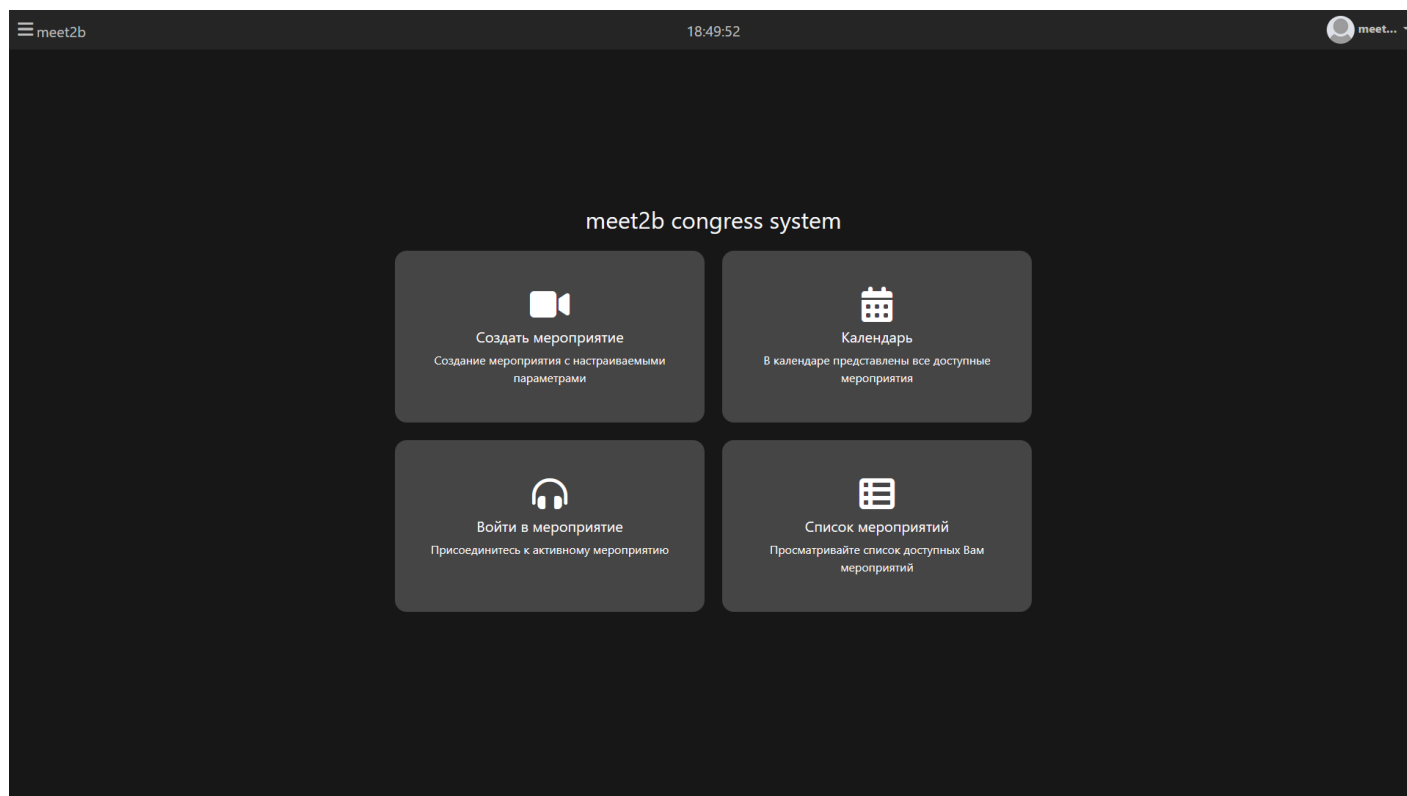 meet2b
18:49:52
meet...
meet2b congress system
Создать мероприятие
Создание мероприятия с настраиваемыми
параметрами
Календарь
В календаре представлены все доступные
мероприятия
Войти в мероприятие
Присоединитесь к активному мероприятию
Список мероприятий
Просматривайте список доступных Вам
мероприятий